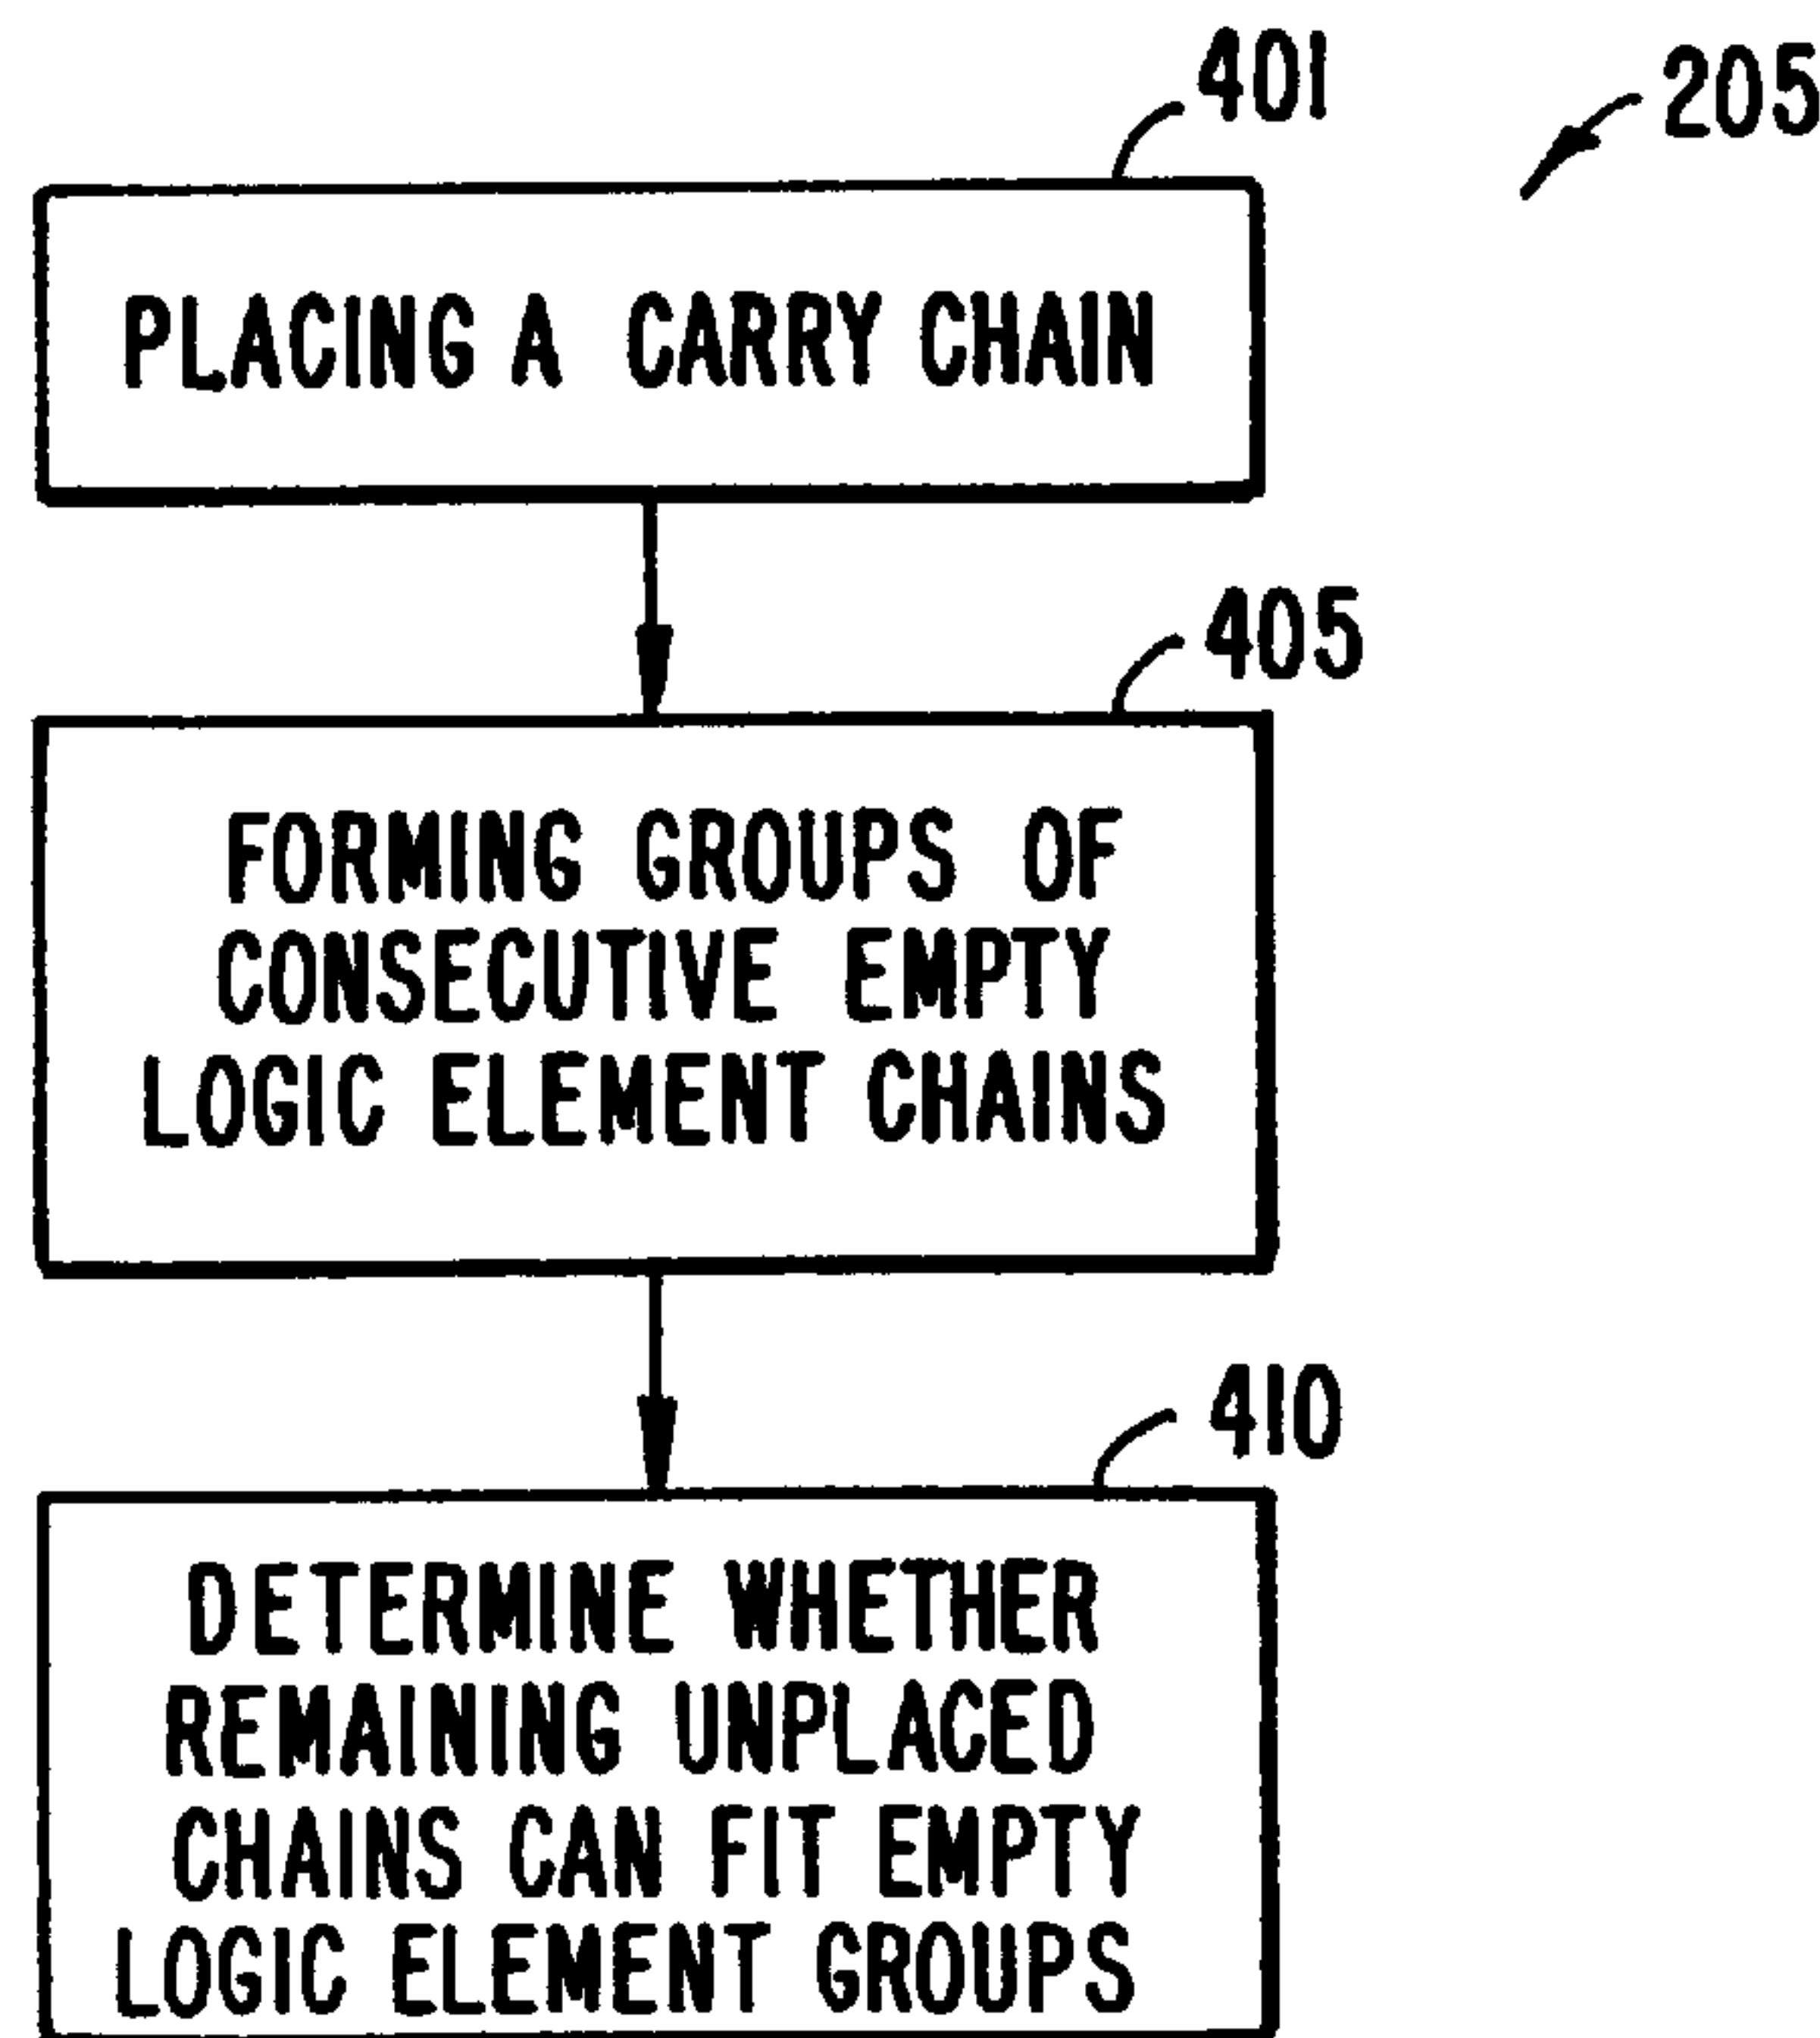 401
205
PLACING A CARRY CHAIN
405
FORMING GROUPS OF
CONSECUTIVE EMPTY
LOGIC ELEMENT CHAINS
410
DETERMINE WHETHER
REMAINING UNPLACED
CHAINS CAN FIT EMPTY
LOGIC ELEMENT GROUPS